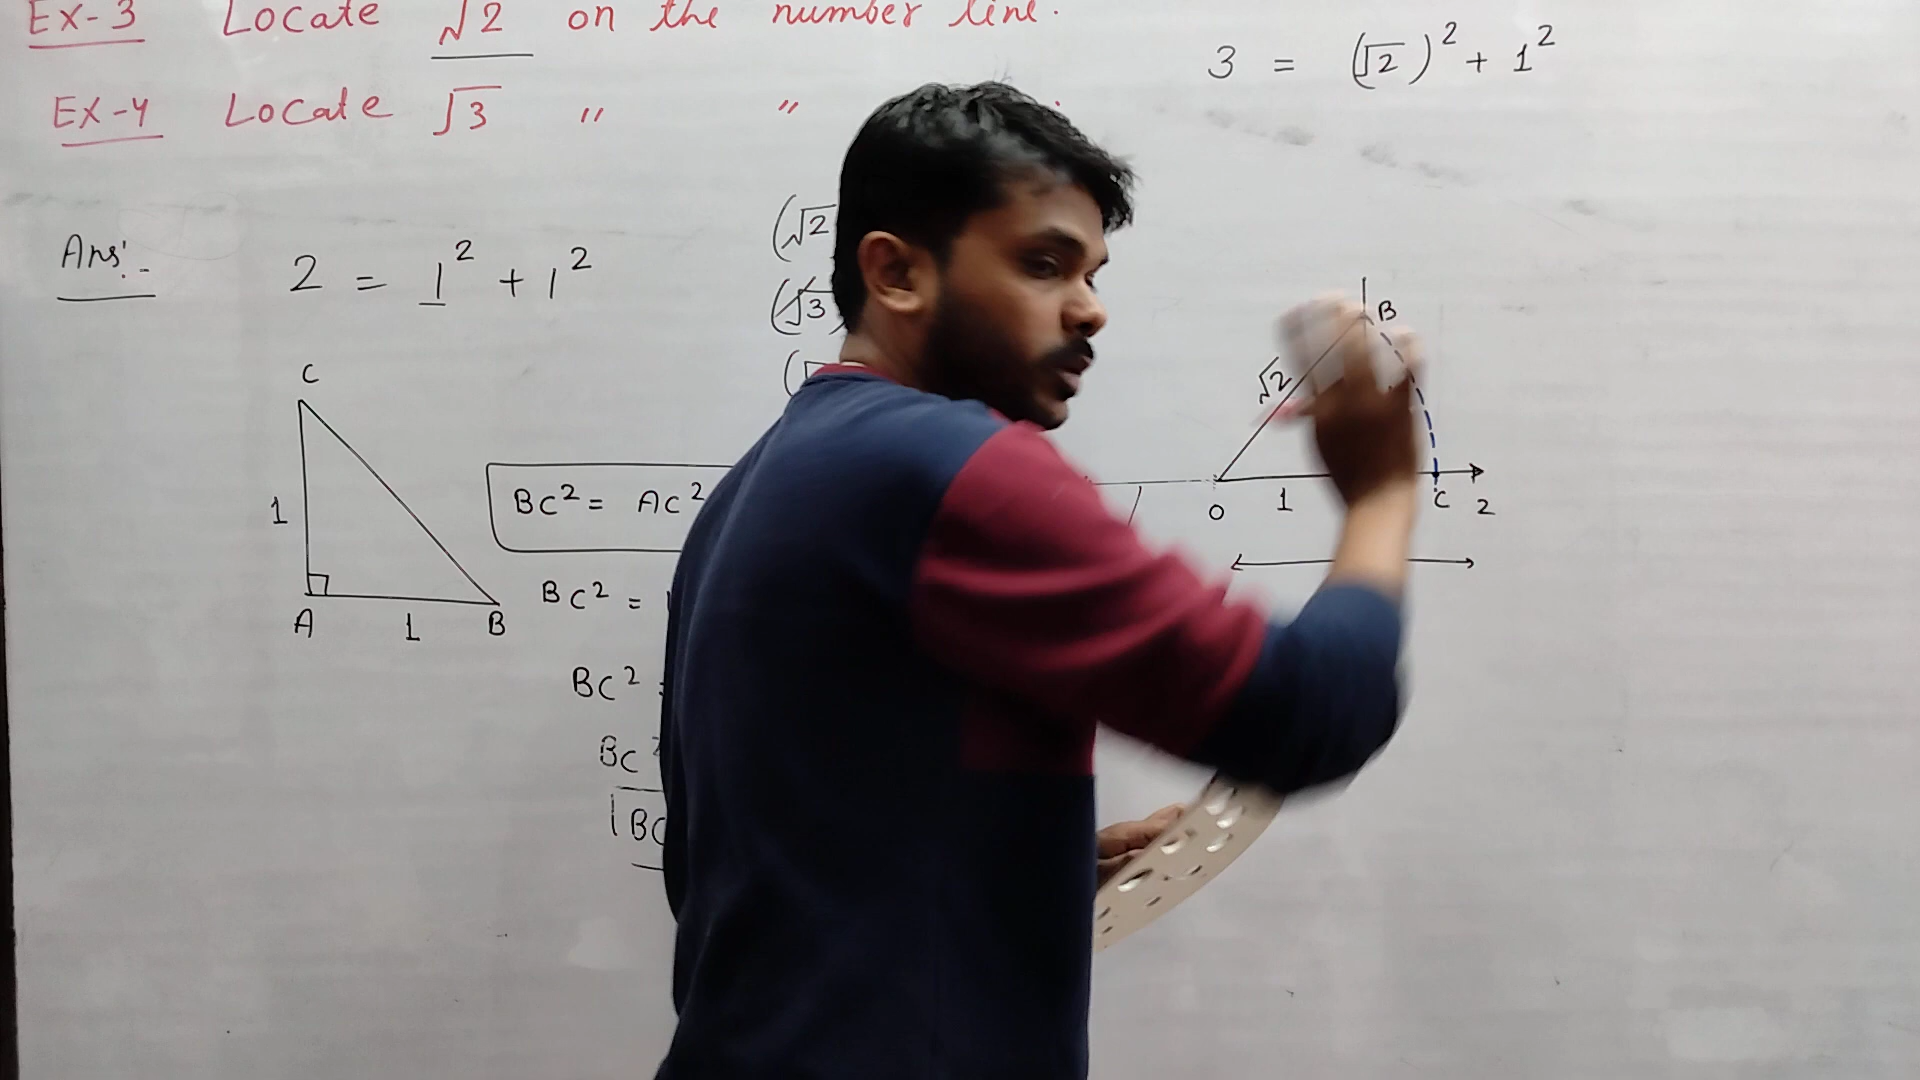 Ex-3 Locate √2 on the number line.
Ex-4 Locate √3 " "
3 = (√2)² + 1²
Ans:-
2 = 1² + 1²
(√2
(√3
C
1
A 1 B
BC² = AC²
BC² =
BC² =
BC²
BC
B
√2
O 1 C 2